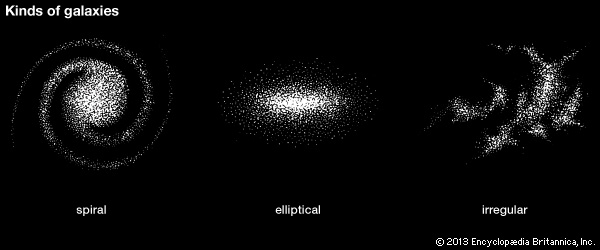 Kinds of galaxies
spiral
elliptical
irregular
© 2013 Encyclopædia Britannica, Inc.